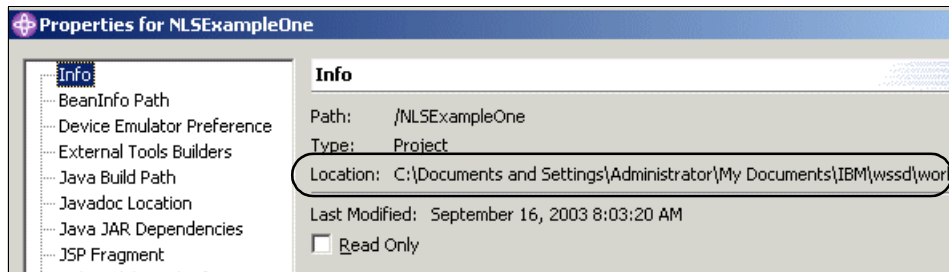 Properties for NLSExampleOne
Info
BeanInfo Path
Device Emulator Preference
External Tools Builders
Java Build Path
Javadoc Location
Java JAR Dependencies
JSP Fragment
Info
Path: /NLSExampleOne
Type: Project
Location: C:\Documents and Settings\Administrator\My Documents\IBM\wssd\wor
Last Modified: September 16, 2003 8:03:20 AM
Read Only